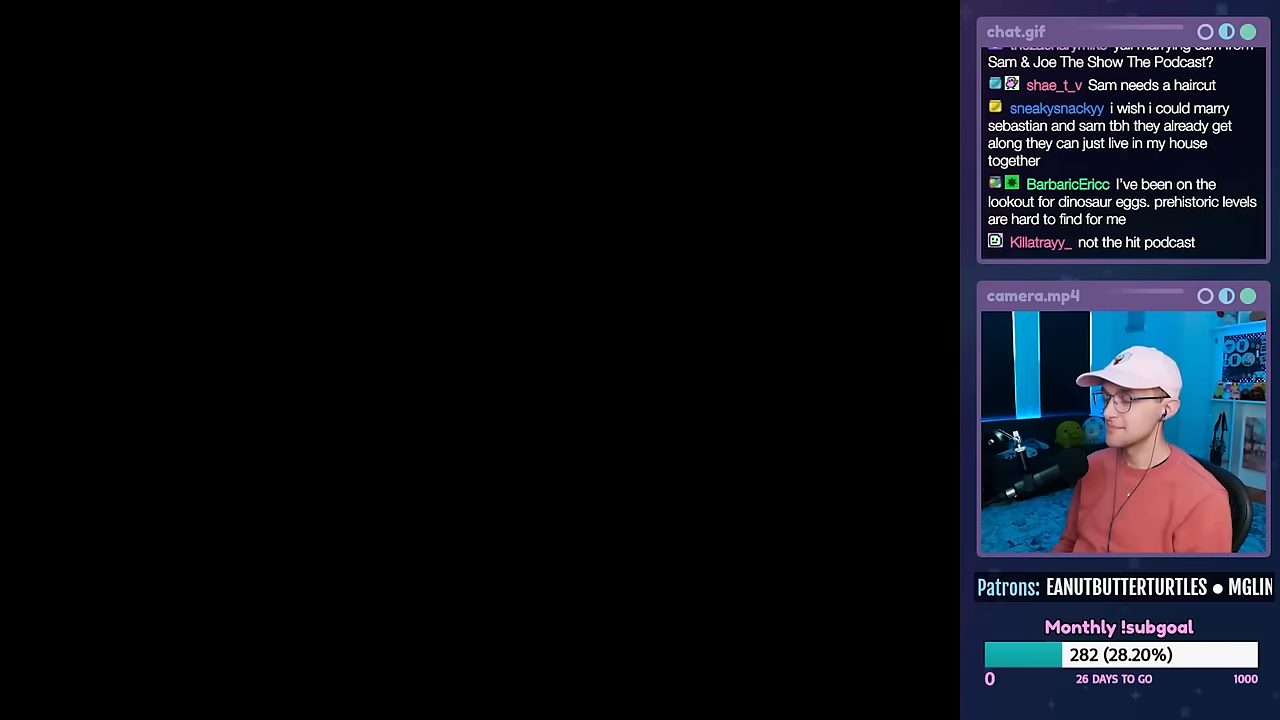 chat.gif
Sam & Joe The Show The Podcast?
shae_t_v Sam needs a haircut
sneakysnackyy i wish i could marry
sebastian and sam tbh they already get
along they can just live in my house
together
BarbaricEricc I've been on the
lookout for dinosaur eggs. prehistoric levels
are hard to find for me
Killatrayy_ not the hit podcast
camera.mp4
Patrons: EANUTBUTTERTURTLES ● MGLIN
Monthly !subgoal
282 (28.20%)
0 26 DAYS TO GO 1000